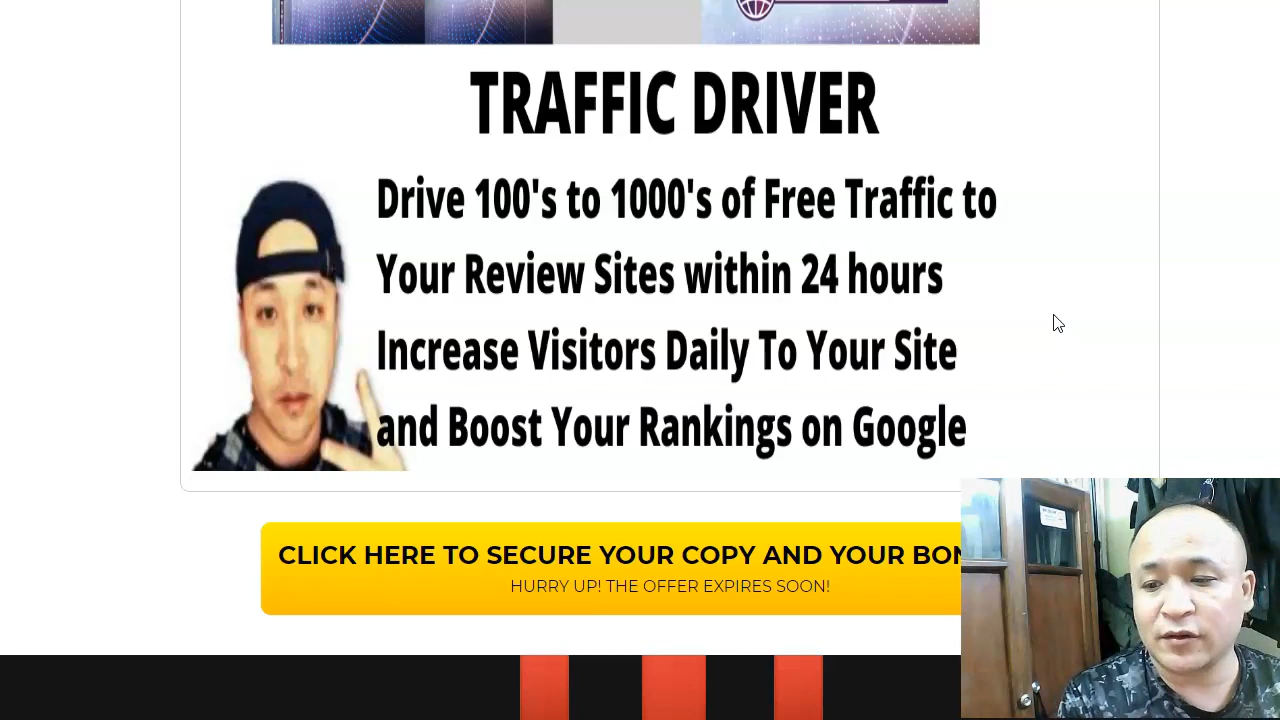 TRAFFIC DRIVER
Drive 100's to 1000's of Free Traffic to
Your Review Sites within 24 hours
Increase Visitors Daily To Your Site
and Boost Your Rankings on Google
CLICK HERE TO SECURE YOUR COPY AND YOUR BON
HURRY UP! THE OFFER EXPIRES SOON!